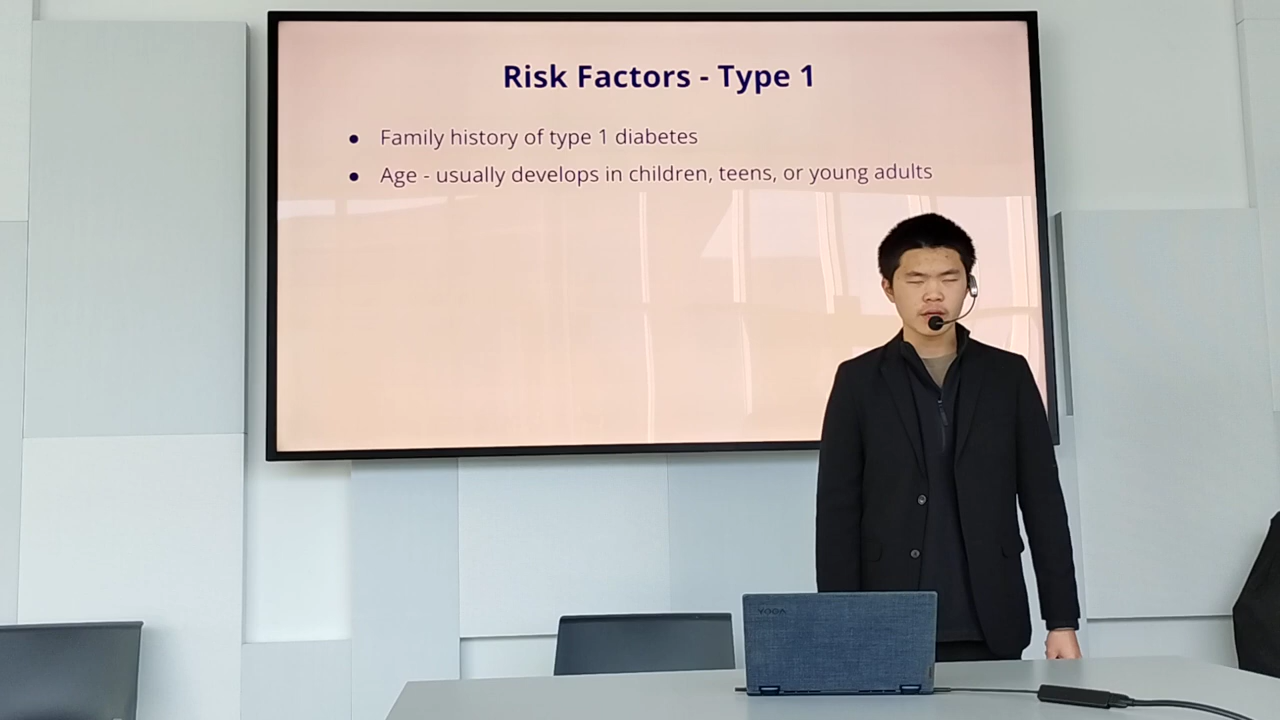 Risk Factors - Type 1
● Family history of type 1 diabetes
● Age - usually develops in children, teens, or young adults
YOGA